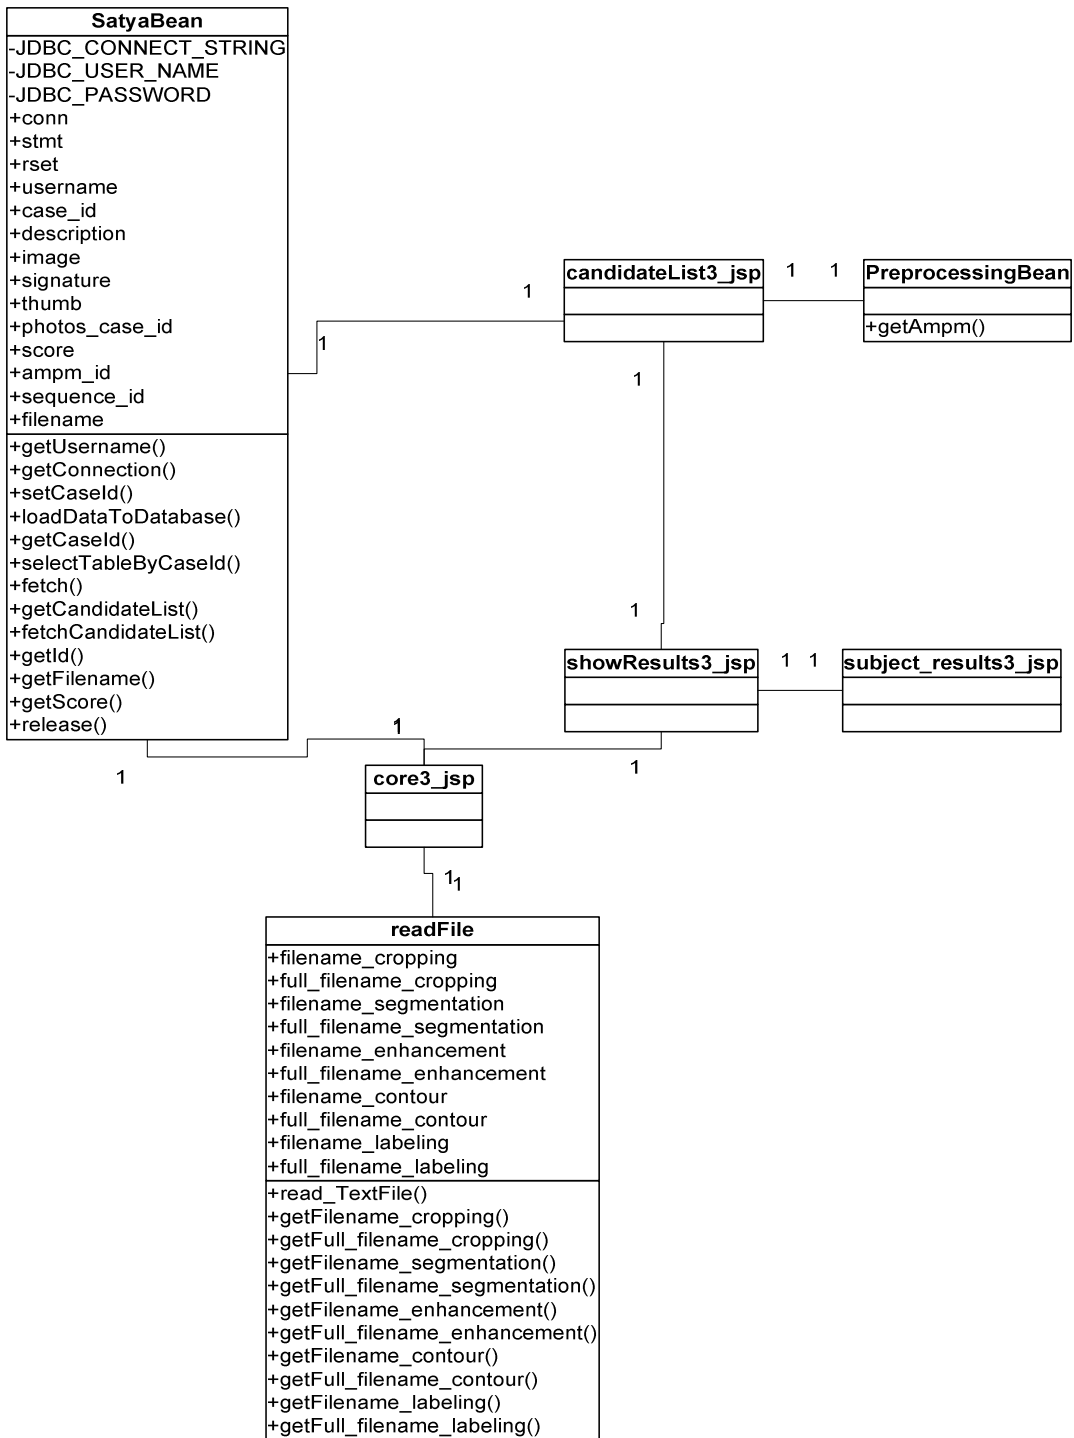 SatyaBean
-JDBC_CONNECT_STRING
-JDBC_USER_NAME
-JDBC_PASSWORD
+conn
+stmt
+rset
+username
+case_id
+description
+image
+signature
+thumb
+photos_case_id
+score
+ampm_id
+sequence_id
+filename
+getUsername()
+getConnection()
+setCaseId()
+loadDataToDatabase()
+getCaseId()
+selectTableByCaseId()
+fetch()
+getCandidateList()
+fetchCandidateList()
+getId()
+getFilename()
+getScore()
+release()
1
1
candidateList3_jsp
1 1
PreprocessingBean
+getAmpm()
1
1
showResults3_jsp
1 1
subject_results3_jsp
1
1
1
core3_jsp
1
1
readFile
+filename_cropping
+full_filename_cropping
+filename_segmentation
+full_filename_segmentation
+filename_enhancement
+full_filename_enhancement
+filename_contour
+full_filename_contour
+filename_labeling
+full_filename_labeling
+read_TextFile()
+getFilename_cropping()
+getFull_filename_cropping()
+getFilename_segmentation()
+getFull_filename_segmentation()
+getFilename_enhancement()
+getFull_filename_enhancement()
+getFilename_contour()
+getFull_filename_contour()
+getFilename_labeling()
+getFull_filename_labeling()